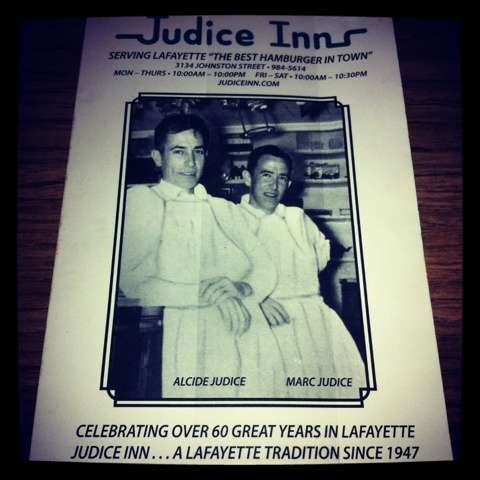 Judice Inn
SERVING LAFAYETTE "THE BEST HAMBURGER IN TOWN"
3134 JOHNSTON STREET • 984-5614
MON – THURS • 10:00AM – 10:00PM FRI – SAT • 10:00AM – 10:30PM
JUDICEINN.COM
ALCIDE JUDICE MARC JUDICE
CELEBRATING OVER 60 GREAT YEARS IN LAFAYETTE
JUDICE INN . . . A LAFAYETTE TRADITION SINCE 1947